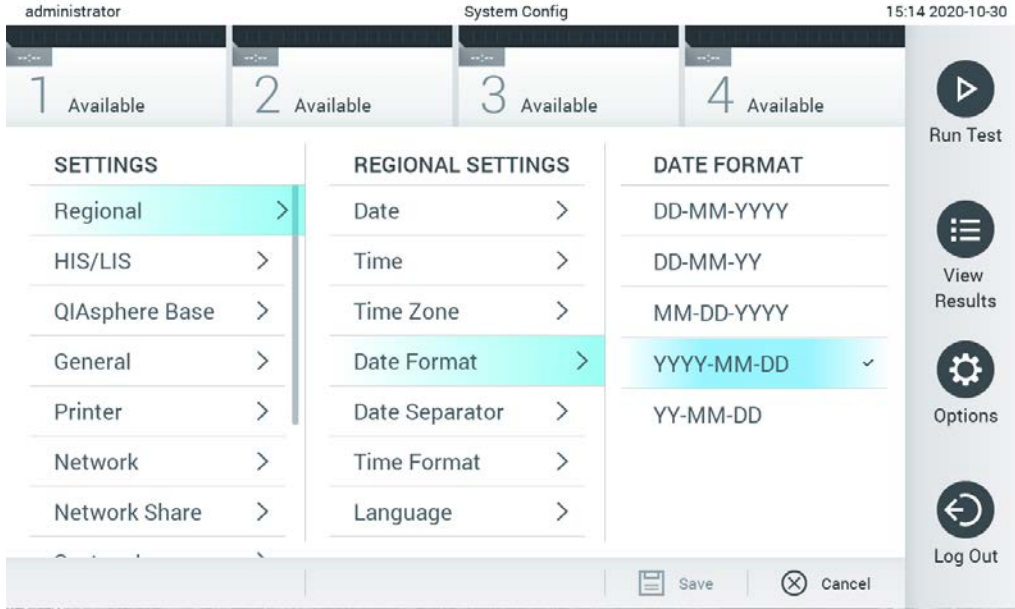 administrator
System Config
15:14 2020-10-30
--:--
--:--
--:--
--:--
1 Available
2 Available
3 Available
4 Available
SETTINGS
Regional
HIS/LIS
QIAsphere Base
General
Printer
Network
Network Share
REGIONAL SETTINGS
Date
Time
Time Zone
Date Format
Date Separator
Time Format
Language
DATE FORMAT
DD-MM-YYYY
DD-MM-YY
MM-DD-YYYY
YYYY-MM-DD
YY-MM-DD
Save
Cancel
Run Test
View
Results
Options
Log Out